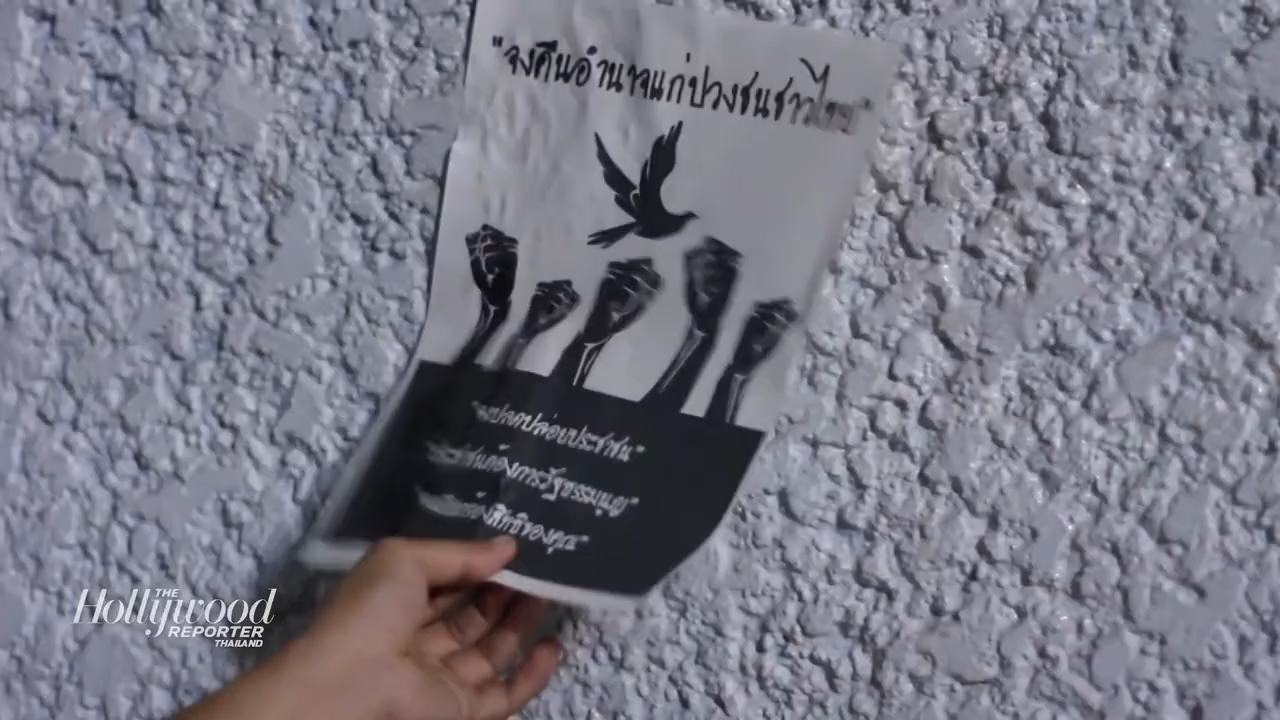 "จงคืนอำนาจแก่ปวงชนชาวไทย"
ปลดปล่อยประชาชน"
ต้องการรัฐธรรมนูญ"
สิทธิของคุณ"
THE
Hollywood
REPORTER
THAILAND